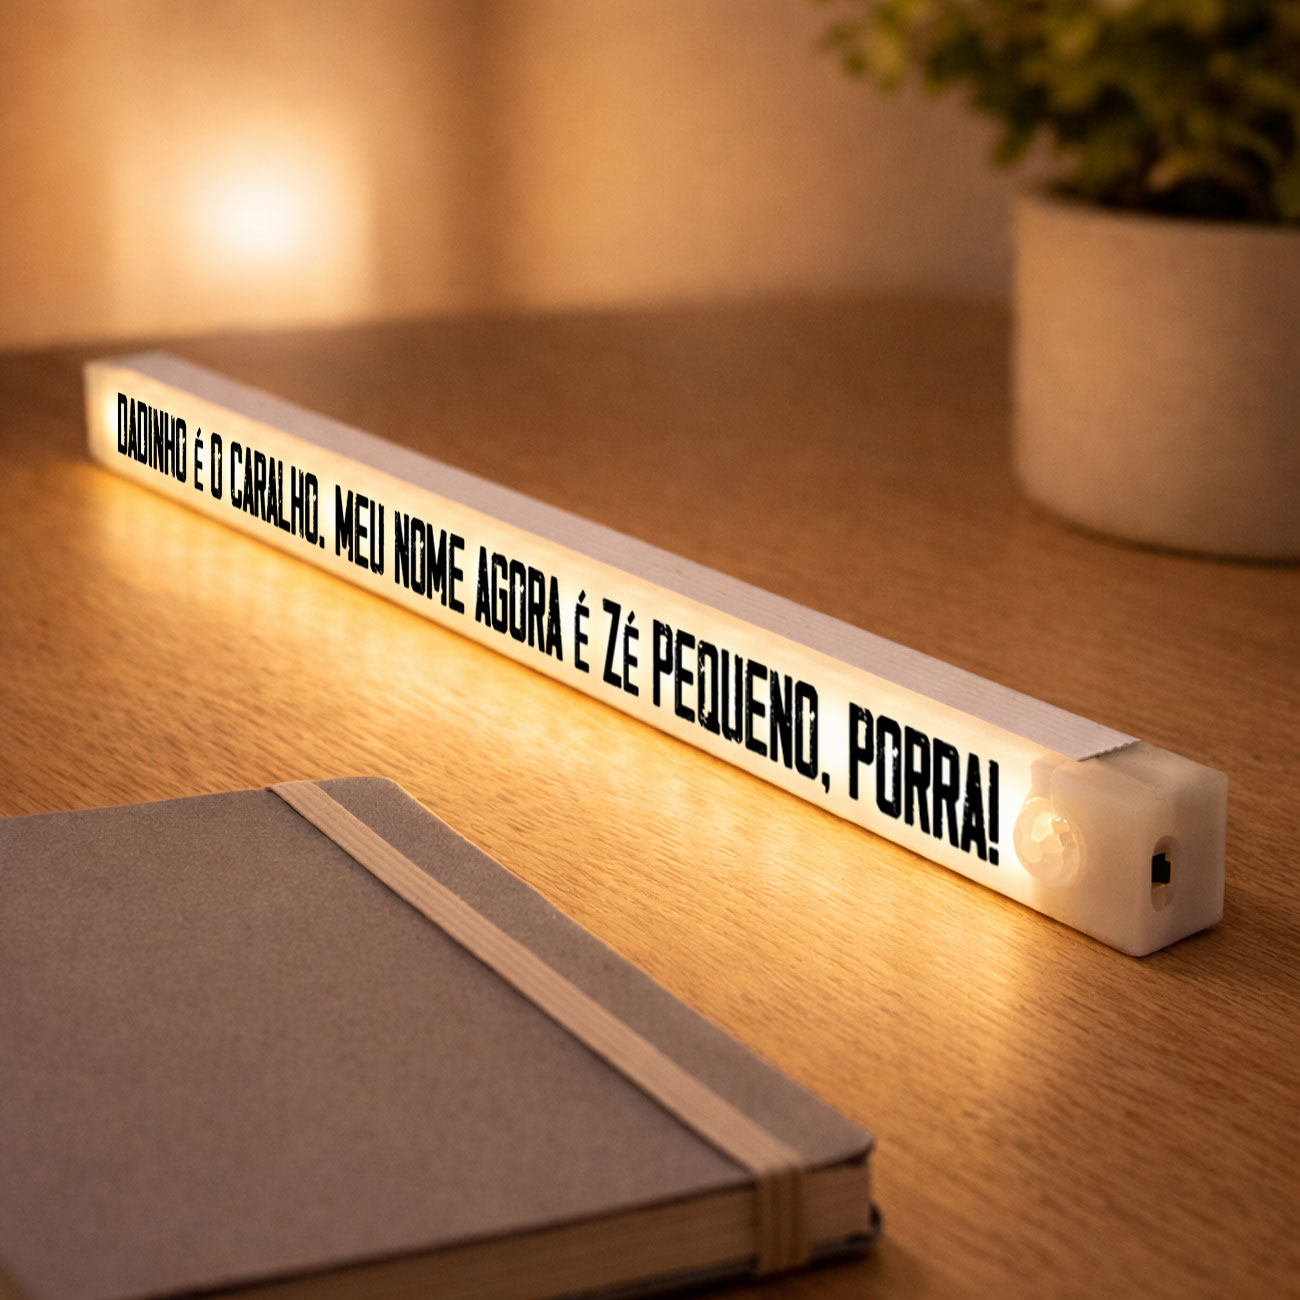 DADINHO É O CARALHO. MEU NOME AGORA É ZÉ PEQUENO, PORRA!